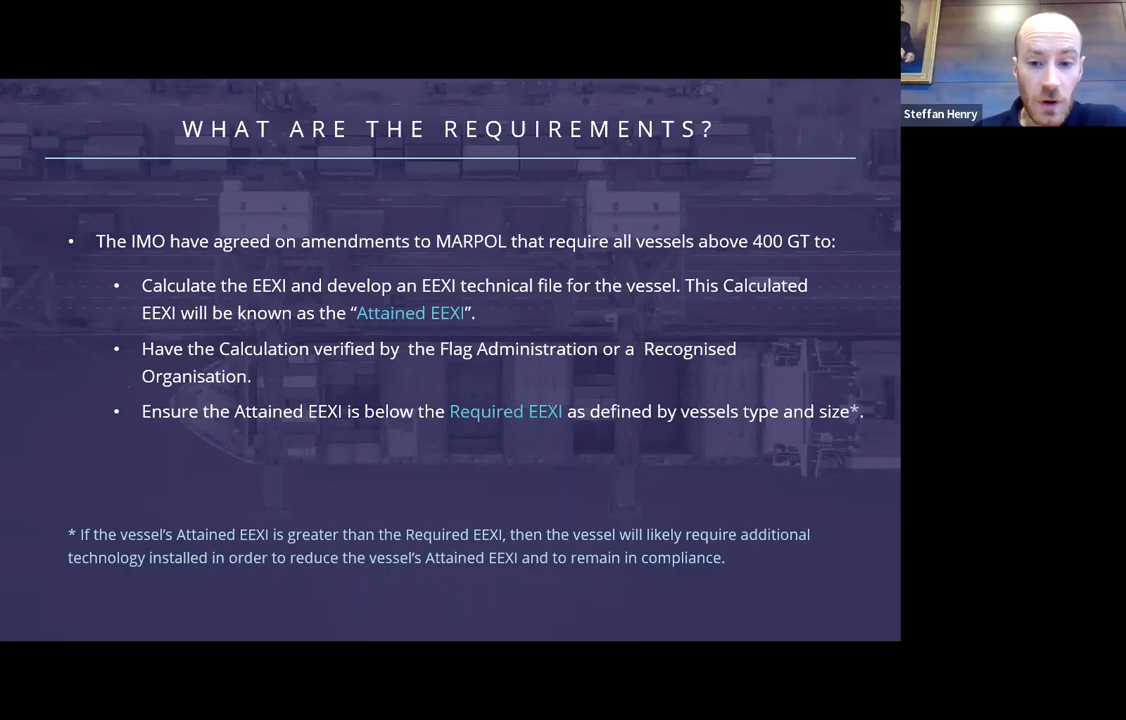 WHAT ARE THE REQUIREMENTS?
Steffan Henry
• The IMO have agreed on amendments to MARPOL that require all vessels above 400 GT to:
• Calculate the EEXI and develop an EEXI technical file for the vessel. This Calculated
EEXI will be known as the “Attained EEXI”.
• Have the Calculation verified by the Flag Administration or a Recognised
Organisation.
• Ensure the Attained EEXI is below the Required EEXI as defined by vessels type and size*.
* If the vessel’s Attained EEXI is greater than the Required EEXI, then the vessel will likely require additional
technology installed in order to reduce the vessel’s Attained EEXI and to remain in compliance.